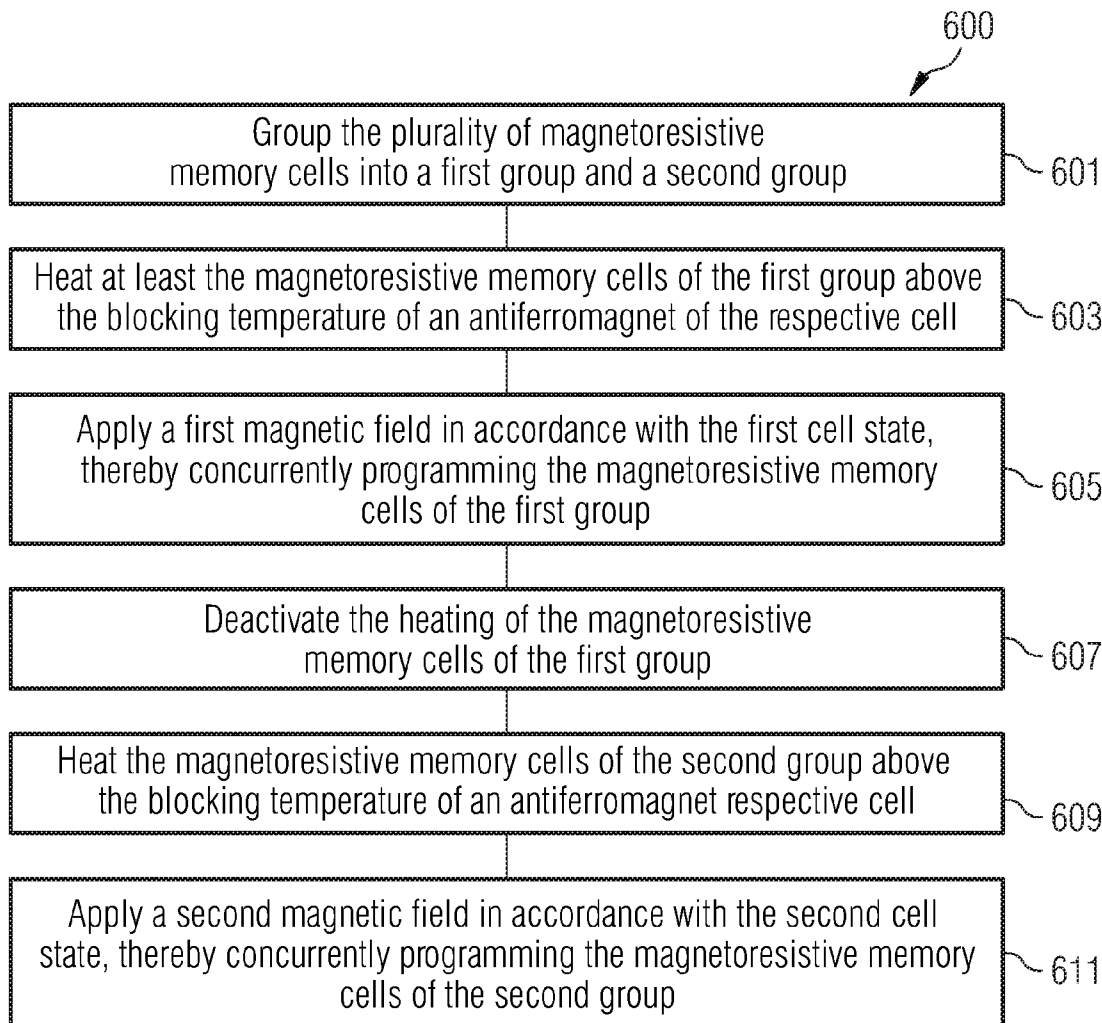 600
Group the plurality of magnetoresistive
memory cells into a first group and a second group
601
Heat at least the magnetoresistive memory cells of the first group above
the blocking temperature of an antiferromagnet of the respective cell
603
Apply a first magnetic field in accordance with the first cell state,
thereby concurrently programming the magnetoresistive memory
cells of the first group
605
Deactivate the heating of the magnetoresistive
memory cells of the first group
607
Heat the magnetoresistive memory cells of the second group above
the blocking temperature of an antiferromagnet respective cell
609
Apply a second magnetic field in accordance with the second cell
state, thereby concurrently programming the magnetoresistive memory
cells of the second group
611